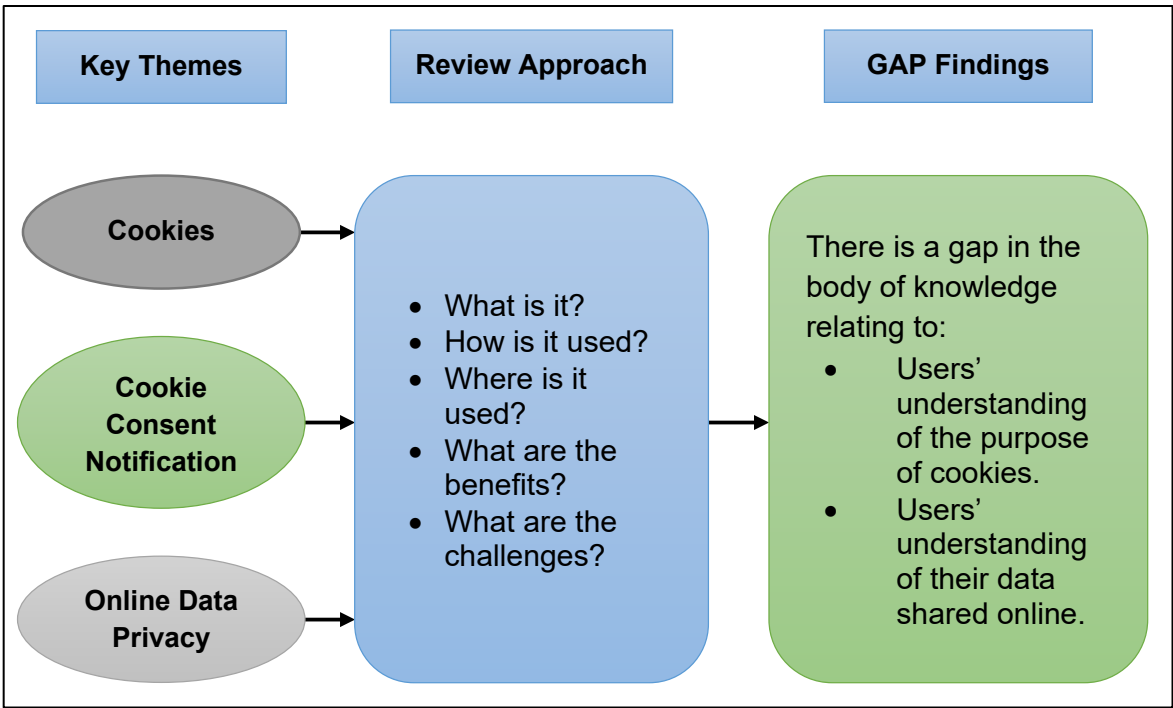 Key Themes
Review Approach
GAP Findings
Cookies
Cookie
Consent
Notification
Online Data
Privacy
• What is it?
• How is it used?
• Where is it
used?
• What are the
benefits?
• What are the
challenges?
There is a gap in the
body of knowledge
relating to:
• Users’
understanding
of the purpose
of cookies.
• Users’
understanding
of their data
shared online.